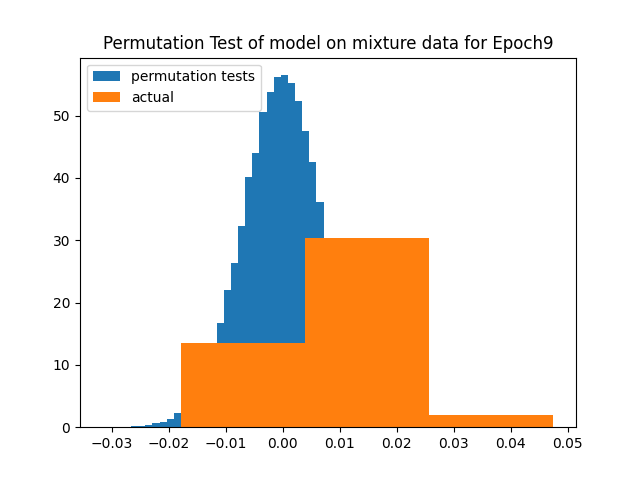 Permutation Test of model on mixture data for Epoch9
permutation tests
actual
50
40
30
20
10
0
−0.03 −0.02 −0.01 0.00 0.01 0.02 0.03 0.04 0.05